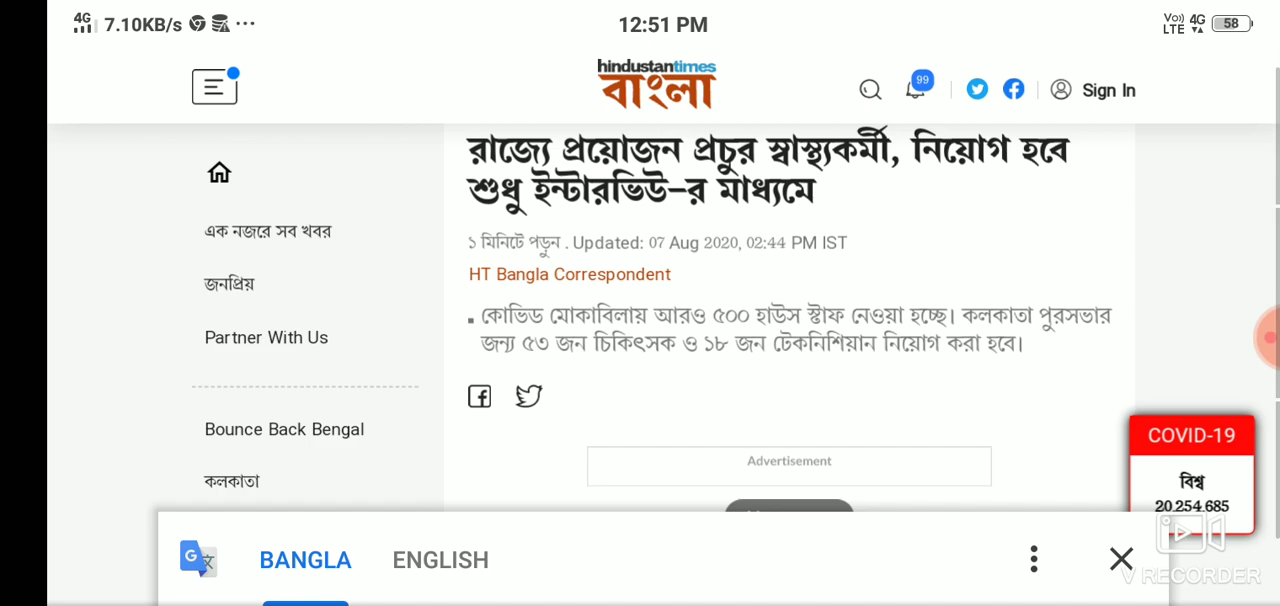 4G 7.10KB/s ...
12:51 PM
Vo)) LTE 4G 58
hindustantimes
বাংলা
99
Sign In
রাজ্যে প্রয়োজন প্রচুর স্বাস্থ্যকর্মী, নিয়োগ হবে
শুধু ইন্টারভিউ–র মাধ্যমে
১ মিনিটে পড়ুন . Updated: 07 Aug 2020, 02:44 PM IST
HT Bangla Correspondent
কোভিড মোকাবিলায় আরও ৫০০ হাউস স্টাফ নেওয়া হচ্ছে। কলকাতা পুরসভার
জন্য ৫৩ জন চিকিৎসক ও ১৮ জন টেকনিশিয়ান নিয়োগ করা হবে।
এক নজরে সব খবর
জনপ্রিয়
Partner With Us
Bounce Back Bengal
কলকাতা
Advertisement
COVID-19
বিশ্ব
20,254,685
G
BANGLA
ENGLISH
V RECORDER